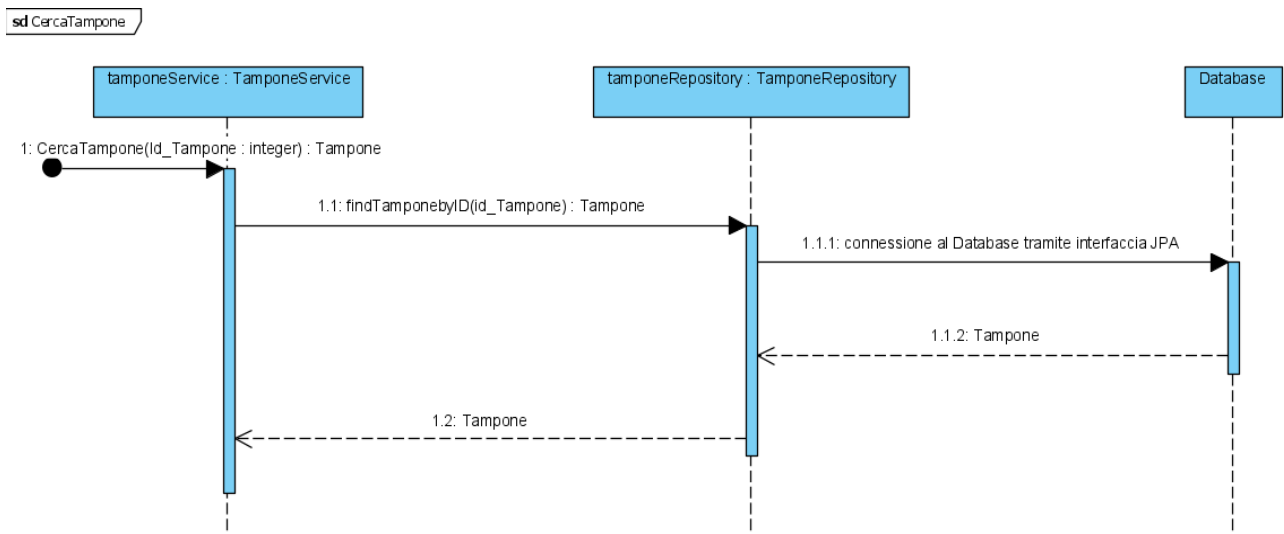 sd CercaTampone
tamponeService : TamponeService
tamponeRepository : TamponeRepository
Database
1: CercaTampone(Id_Tampone : integer) : Tampone
1.1: findTamponebyID(id_Tampone) : Tampone
1.1.1: connessione al Database tramite interfaccia JPA
1.1.2: Tampone
1.2: Tampone